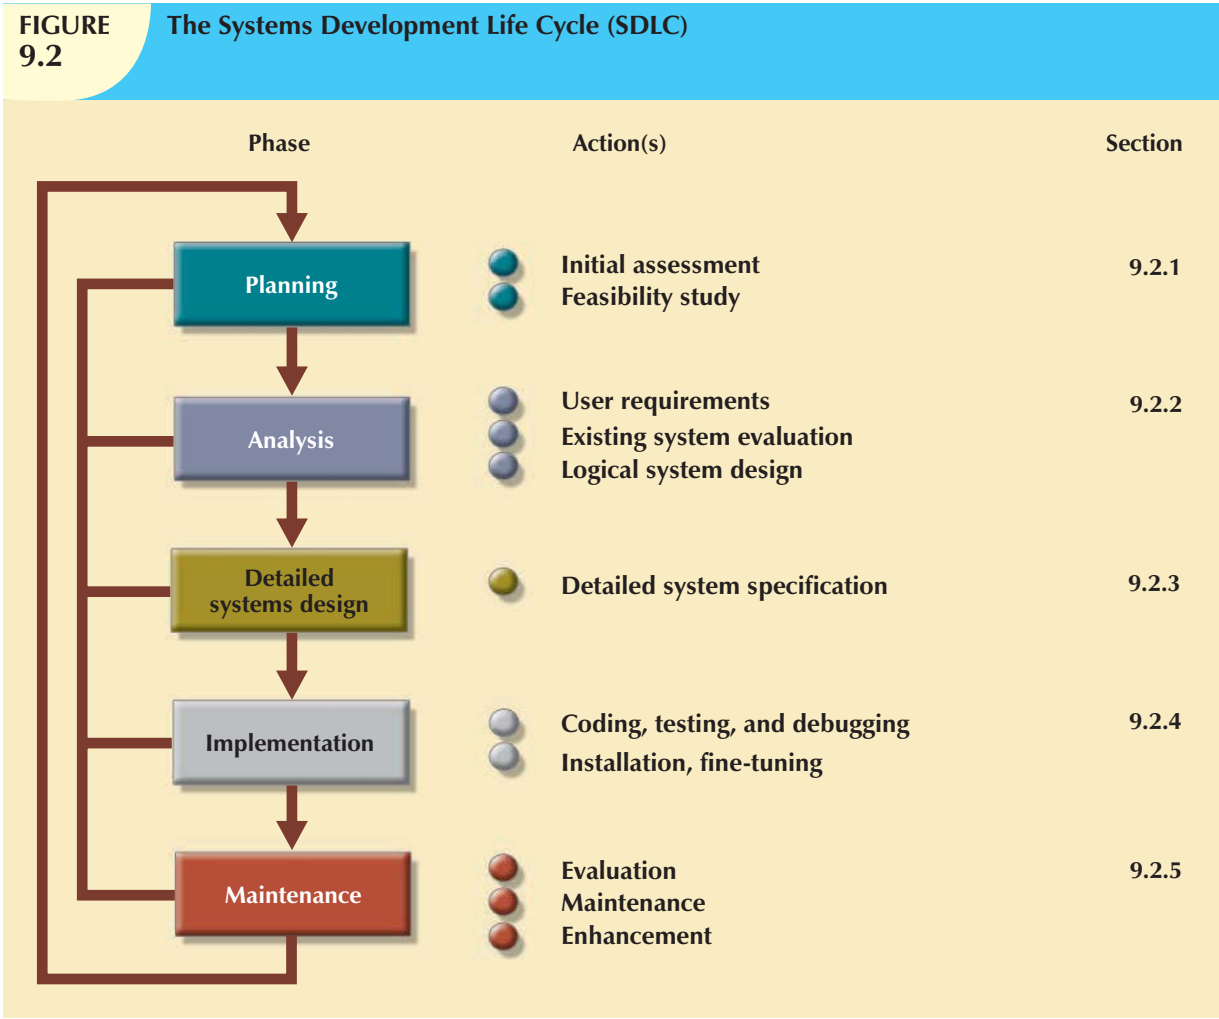 FIGURE
9.2
The Systems Development Life Cycle (SDLC)
Phase Action(s) Section
Planning
Initial assessment
Feasibility study
9.2.1
Analysis
User requirements
Existing system evaluation
Logical system design
9.2.2
Detailed
systems design
Detailed system specification
9.2.3
Implementation
Coding, testing, and debugging
Installation, fine-tuning
9.2.4
Maintenance
Evaluation
Maintenance
Enhancement
9.2.5